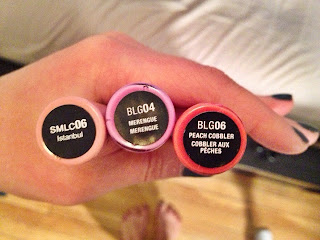 SMLC06
Istanbul
BLG04
MERENGUE
MERENGUE
BLG06
PEACH COBBLER
COBBLER AUX
PÊCHES